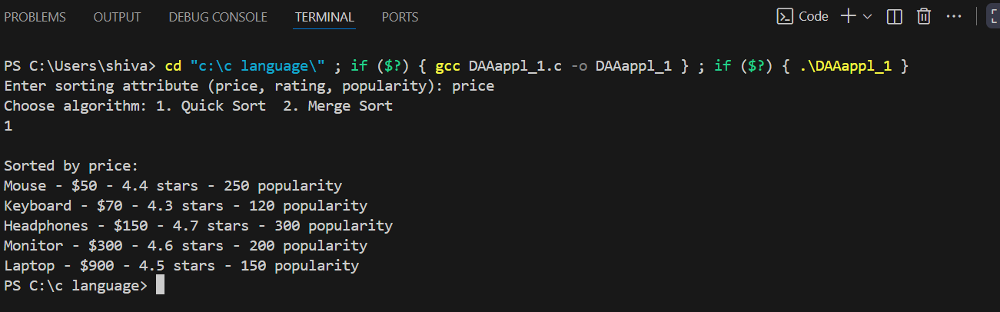 PROBLEMS OUTPUT DEBUG CONSOLE TERMINAL PORTS Code
PS C:\Users\shiva> cd "c:\c language\" ; if ($?) { gcc DAAappl_1.c -o DAAappl_1 } ; if ($?) { .\DAAappl_1 }
Enter sorting attribute (price, rating, popularity): price
Choose algorithm: 1. Quick Sort  2. Merge Sort
1
Sorted by price:
Mouse - $50 - 4.4 stars - 250 popularity
Keyboard - $70 - 4.3 stars - 120 popularity
Headphones - $150 - 4.7 stars - 300 popularity
Monitor - $300 - 4.6 stars - 200 popularity
Laptop - $900 - 4.5 stars - 150 popularity
PS C:\c language>